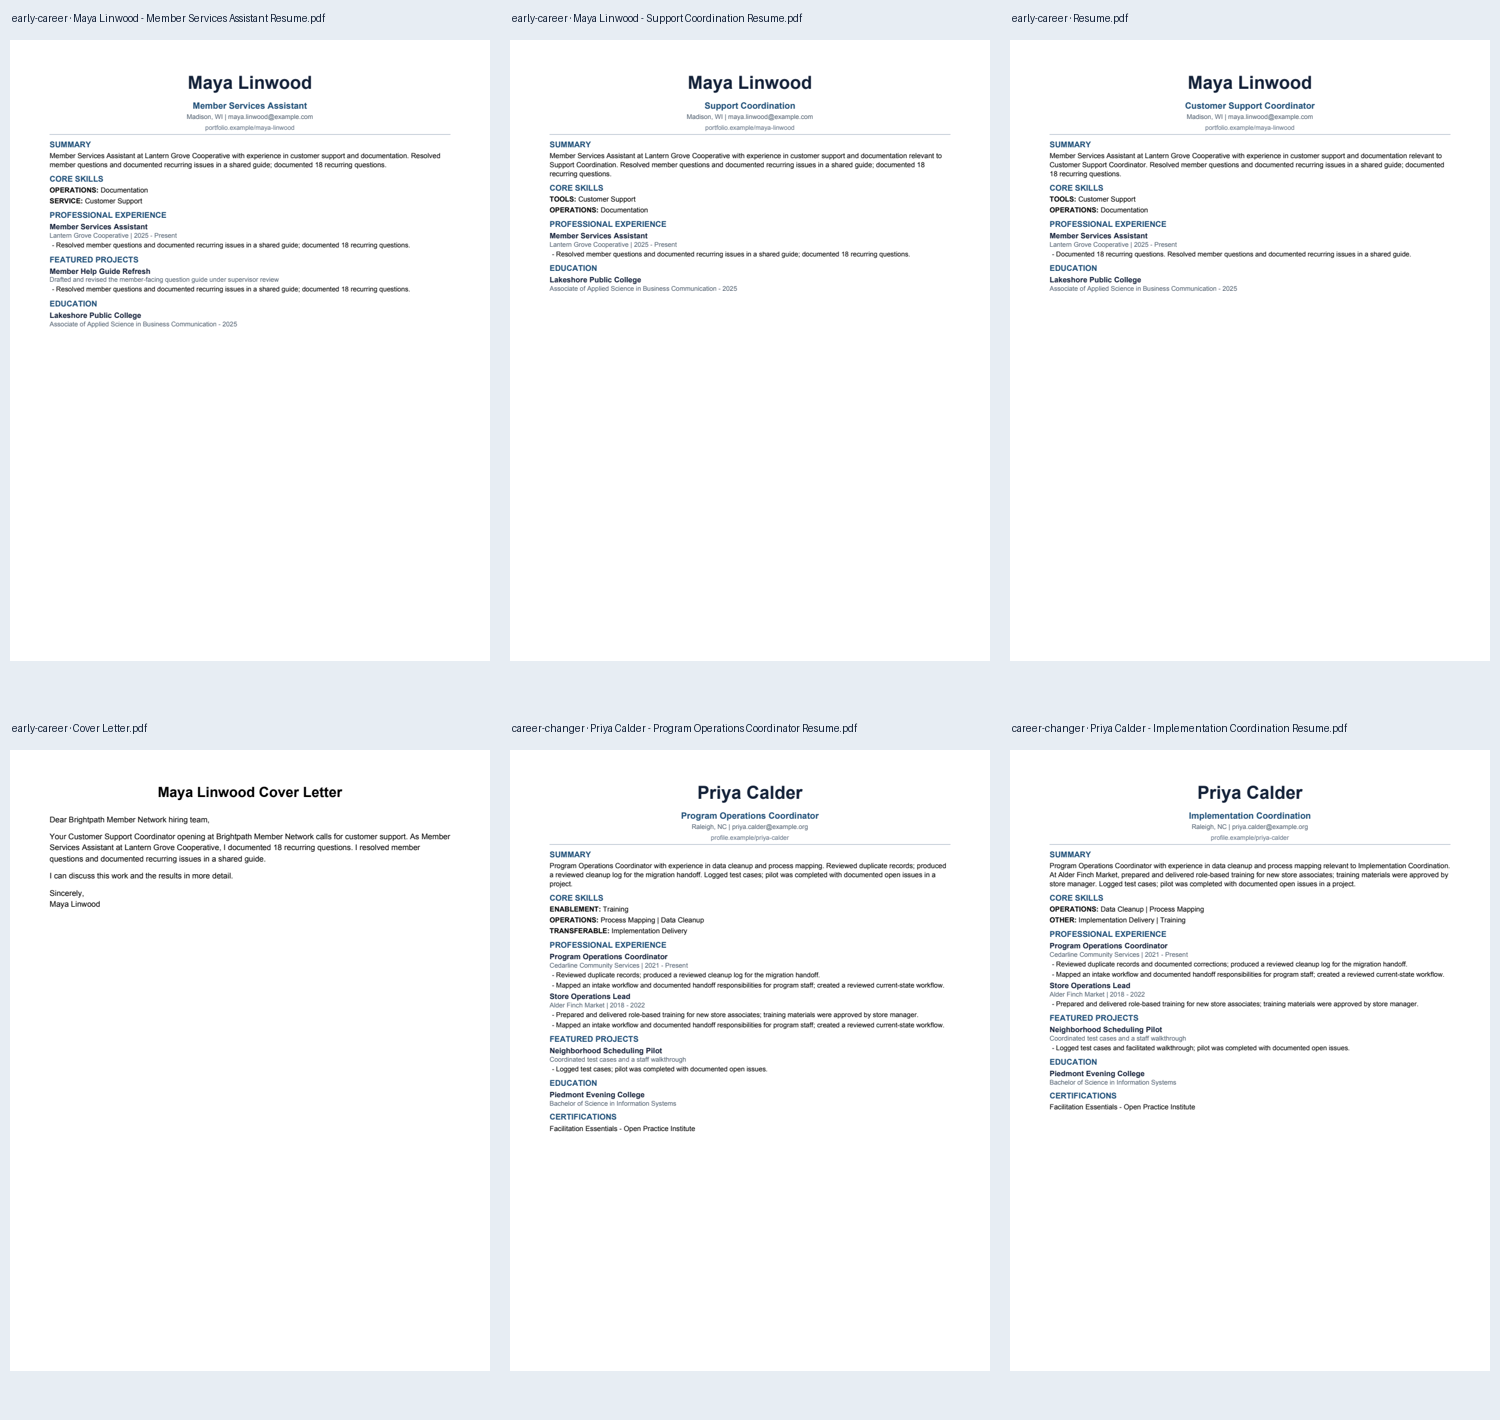 early-career · Maya Linwood - Member Services Assistant Resume.pdf
Maya Linwood
Member Services Assistant
Madison, WI | maya.linwood@example.com
portfolio.example/maya-linwood
SUMMARY
Member Services Assistant at Lantern Grove Cooperative with experience in customer support and documentation. Resolved
member questions and documented recurring issues in a shared guide; documented 18 recurring questions.
CORE SKILLS
OPERATIONS: Documentation
SERVICE: Customer Support
PROFESSIONAL EXPERIENCE
Member Services Assistant
Lantern Grove Cooperative | 2025 - Present
- Resolved member questions and documented recurring issues in a shared guide; documented 18 recurring questions.
FEATURED PROJECTS
Member Help Guide Refresh
Drafted and revised the member-facing question guide under supervisor review
- Resolved member questions and documented recurring issues in a shared guide; documented 18 recurring questions.
EDUCATION
Lakeshore Public College
Associate of Applied Science in Business Communication - 2025
early-career · Maya Linwood - Support Coordination Resume.pdf
Maya Linwood
Support Coordination
Madison, WI | maya.linwood@example.com
portfolio.example/maya-linwood
SUMMARY
Member Services Assistant at Lantern Grove Cooperative with experience in customer support and documentation relevant to
Support Coordination. Resolved member questions and documented recurring issues in a shared guide; documented 18
recurring questions.
CORE SKILLS
TOOLS: Customer Support
OPERATIONS: Documentation
PROFESSIONAL EXPERIENCE
Member Services Assistant
Lantern Grove Cooperative | 2025 - Present
- Resolved member questions and documented recurring issues in a shared guide; documented 18 recurring questions.
EDUCATION
Lakeshore Public College
Associate of Applied Science in Business Communication - 2025
early-career · Resume.pdf
Maya Linwood
Customer Support Coordinator
Madison, WI | maya.linwood@example.com
portfolio.example/maya-linwood
SUMMARY
Member Services Assistant at Lantern Grove Cooperative with experience in customer support and documentation relevant to
Customer Support Coordinator. Resolved member questions and documented recurring issues in a shared guide; documented
18 recurring questions.
CORE SKILLS
TOOLS: Customer Support
OPERATIONS: Documentation
PROFESSIONAL EXPERIENCE
Member Services Assistant
Lantern Grove Cooperative | 2025 - Present
- Documented 18 recurring questions. Resolved member questions and documented recurring issues in a shared guide.
EDUCATION
Lakeshore Public College
Associate of Applied Science in Business Communication - 2025
early-career · Cover Letter.pdf
Maya Linwood Cover Letter
Dear Brightpath Member Network hiring team,
Your Customer Support Coordinator opening at Brightpath Member Network calls for customer support. As Member
Services Assistant at Lantern Grove Cooperative, I documented 18 recurring questions. I resolved member
questions and documented recurring issues in a shared guide.
I can discuss this work and the results in more detail.
Sincerely,
Maya Linwood
career-changer · Priya Calder - Program Operations Coordinator Resume.pdf
Priya Calder
Program Operations Coordinator
Raleigh, NC | priya.calder@example.org
profile.example/priya-calder
SUMMARY
Program Operations Coordinator with experience in data cleanup and process mapping. Reviewed duplicate records; produced
a reviewed cleanup log for the migration handoff. Logged test cases; pilot was completed with documented open issues in a
project.
CORE SKILLS
ENABLEMENT: Training
OPERATIONS: Process Mapping | Data Cleanup
TRANSFERABLE: Implementation Delivery
PROFESSIONAL EXPERIENCE
Program Operations Coordinator
Cedarline Community Services | 2021 - Present
- Reviewed duplicate records; produced a reviewed cleanup log for the migration handoff.
- Mapped an intake workflow and documented handoff responsibilities for program staff; created a reviewed current-state workflow.
Store Operations Lead
Alder Finch Market | 2018 - 2022
- Prepared and delivered role-based training for new store associates; training materials were approved by store manager.
- Mapped an intake workflow and documented handoff responsibilities for program staff; created a reviewed current-state workflow.
FEATURED PROJECTS
Neighborhood Scheduling Pilot
Coordinated test cases and a staff walkthrough
- Logged test cases; pilot was completed with documented open issues.
EDUCATION
Piedmont Evening College
Bachelor of Science in Information Systems
CERTIFICATIONS
Facilitation Essentials - Open Practice Institute
career-changer · Priya Calder - Implementation Coordination Resume.pdf
Priya Calder
Implementation Coordination
Raleigh, NC | priya.calder@example.org
profile.example/priya-calder
SUMMARY
Program Operations Coordinator with experience in data cleanup and process mapping relevant to Implementation Coordination.
At Alder Finch Market, prepared and delivered role-based training for new store associates; training materials were approved by
store manager. Logged test cases; pilot was completed with documented open issues in a project.
CORE SKILLS
OPERATIONS: Data Cleanup | Process Mapping
OTHER: Implementation Delivery | Training
PROFESSIONAL EXPERIENCE
Program Operations Coordinator
Cedarline Community Services | 2021 - Present
- Reviewed duplicate records and documented corrections; produced a reviewed cleanup log for the migration handoff.
- Mapped an intake workflow and documented handoff responsibilities for program staff; created a reviewed current-state workflow.
Store Operations Lead
Alder Finch Market | 2018 - 2022
- Prepared and delivered role-based training for new store associates; training materials were approved by store manager.
FEATURED PROJECTS
Neighborhood Scheduling Pilot
Coordinated test cases and a staff walkthrough
- Logged test cases and facilitated walkthrough; pilot was completed with documented open issues.
EDUCATION
Piedmont Evening College
Bachelor of Science in Information Systems
CERTIFICATIONS
Facilitation Essentials - Open Practice Institute